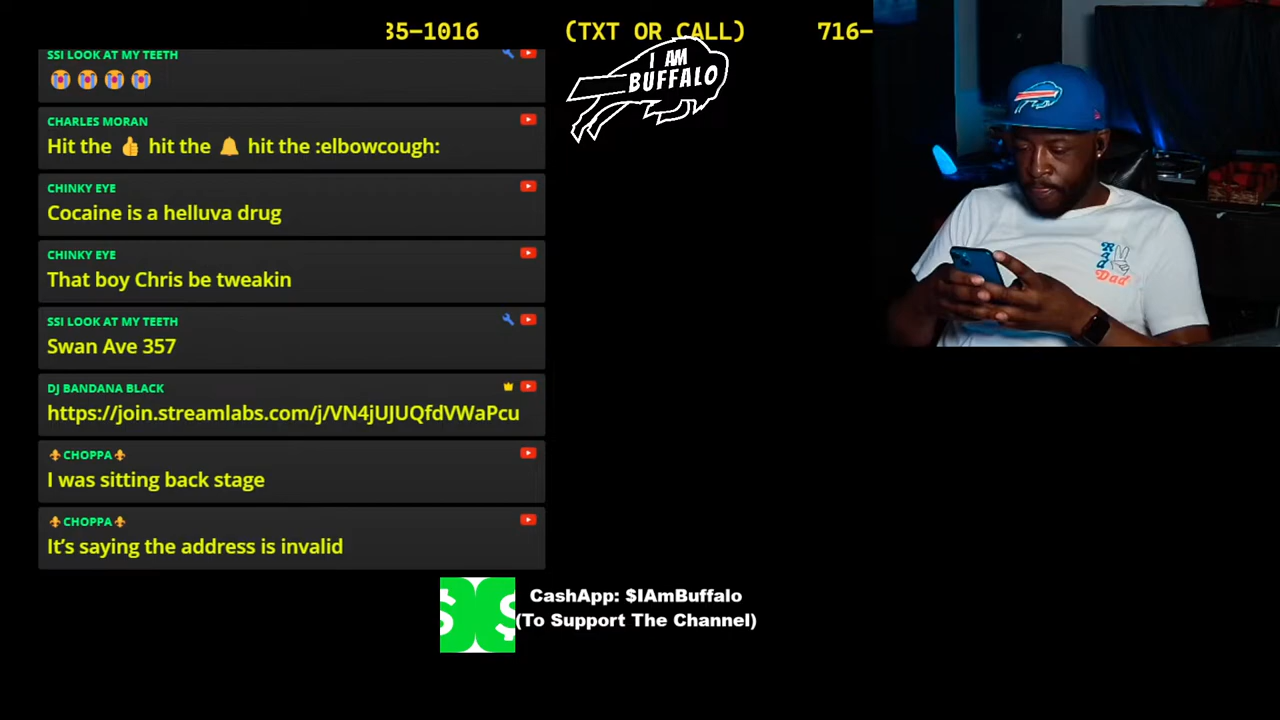 35-1016 (TXT OR CALL) 716-
I AM
BUFFALO
SSI LOOK AT MY TEETH
😭 😭 😭 😭
CHARLES MORAN
Hit the 👍 hit the 🔔 hit the :elbowcough:
CHINKY EYE
Cocaine is a helluva drug
CHINKY EYE
That boy Chris be tweakin
SSI LOOK AT MY TEETH
Swan Ave 357
DJ BANDANA BLACK
https://join.streamlabs.com/j/VN4jUJUQfdVWaPcu
⚜CHOPPA⚜
I was sitting back stage
⚜CHOPPA⚜
It’s saying the address is invalid
Rad
Dad
CashApp: $IAmBuffalo
(To Support The Channel)